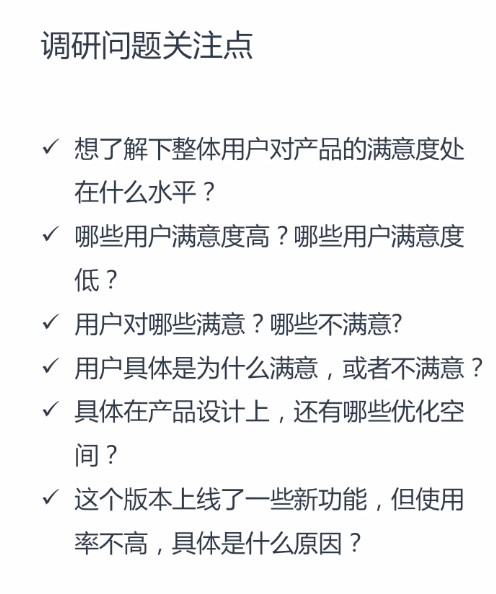 调研问题关注点
✓ 想了解下整体用户对产品的满意度处
在什么水平？
✓ 哪些用户满意度高？哪些用户满意度
低？
✓ 用户对哪些满意？哪些不满意?
✓ 用户具体是为什么满意，或者不满意？
✓ 具体在产品设计上，还有哪些优化空
间？
✓ 这个版本上线了一些新功能，但使用
率不高，具体是什么原因？